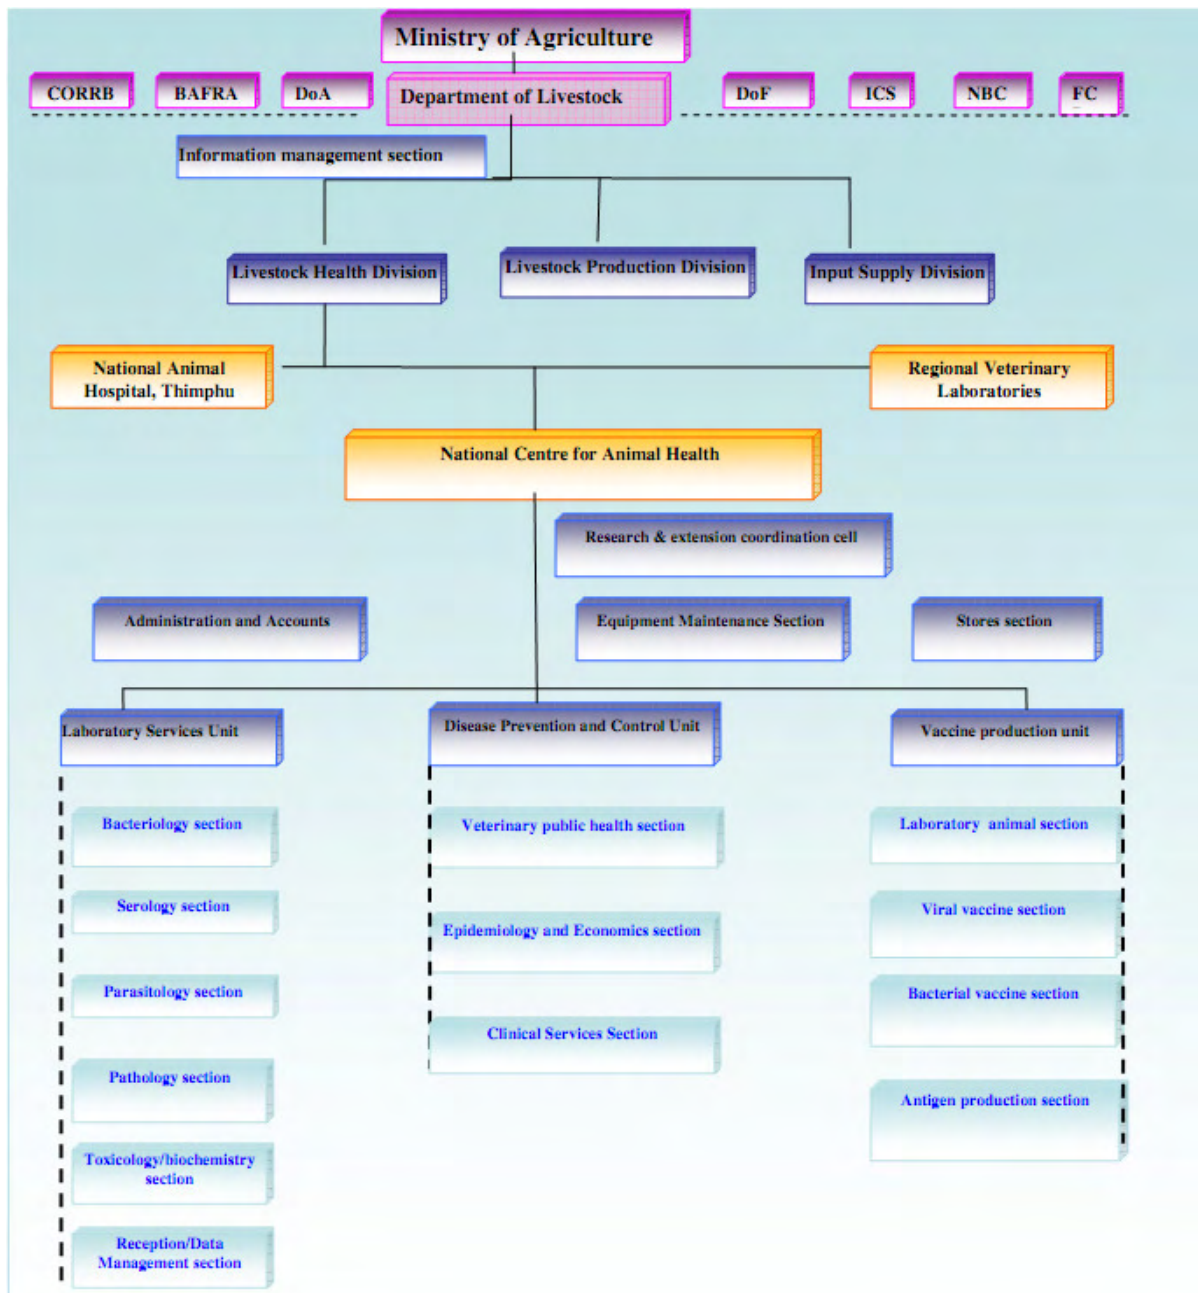 Ministry of Agriculture
CORRB
BAFRA
DoA
Department of Livestock
DoF
ICS
NBC
FC
Information management section
Livestock Health Division
Livestock Production Division
Input Supply Division
National Animal
Hospital, Thimphu
Regional Veterinary
Laboratories
National Centre for Animal Health
Research & extension coordination cell
Administration and Accounts
Equipment Maintenance Section
Stores section
Laboratory Services Unit
Disease Prevention and Control Unit
Vaccine production unit
Bacteriology section
Serology section
Parasitology section
Pathology section
Toxicology/biochemistry
section
Reception/Data
Management section
Veterinary public health section
Epidemiology and Economics section
Clinical Services Section
Laboratory animal section
Viral vaccine section
Bacterial vaccine section
Antigen production section